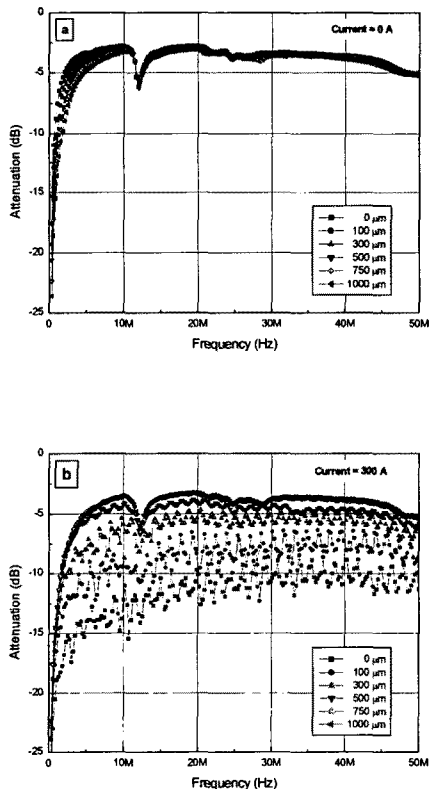 a
Current = 0 A
0
-5
-10
-15
-20
-25
Attenuation (dB)
0 μm
100 μm
300 μm
500 μm
750 μm
1000 μm
0
10M
20M
30M
40M
50M
Frequency (Hz)
b
Current = 300 A
0
-5
-10
-15
-20
-25
Attenuation (dB)
0 μm
100 μm
300 μm
500 μm
750 μm
1000 μm
0
10M
20M
30M
40M
50M
Frequency (Hz)